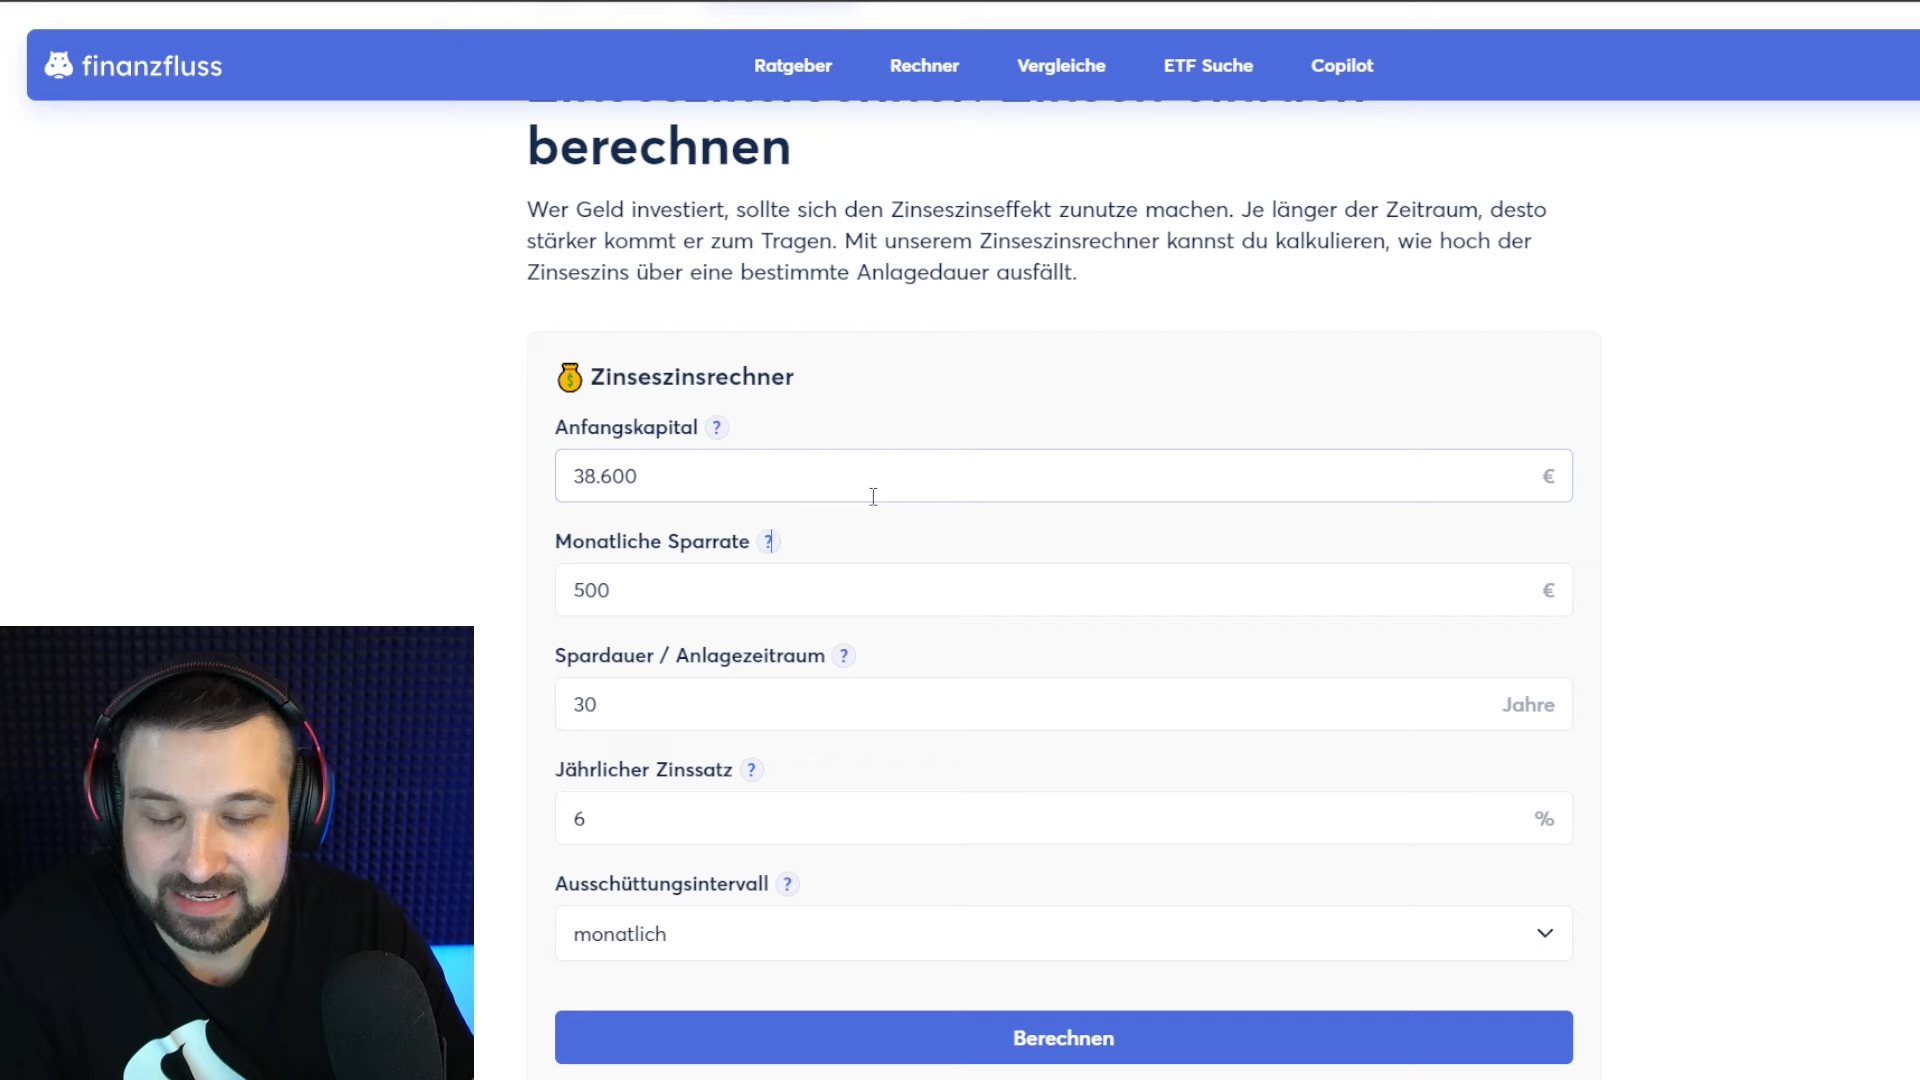 finanzfluss
Ratgeber
Rechner
Vergleiche
ETF Suche
Copilot
berechnen
Wer Geld investiert, sollte sich den Zinseszinseffekt zunutze machen. Je länger der Zeitraum, desto
stärker kommt er zum Tragen. Mit unserem Zinseszinsrechner kannst du kalkulieren, wie hoch der
Zinseszins über eine bestimmte Anlagedauer ausfällt.
Zinseszinsrechner
Anfangskapital ?
38.600 €
Monatliche Sparrate ?
500 €
Spardauer / Anlagezeitraum ?
30 Jahre
Jährlicher Zinssatz ?
6 %
Ausschüttungsintervall ?
monatlich
Berechnen